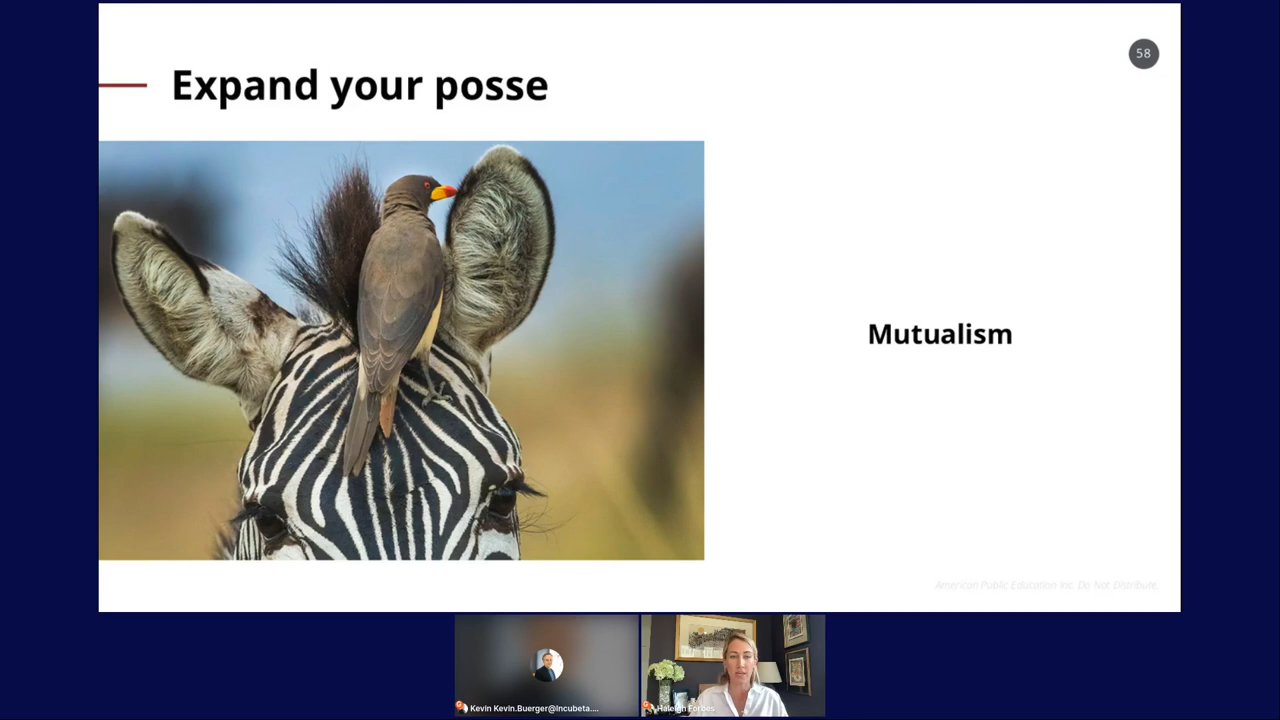 58
Expand your posse
Mutualism
American Public Education Inc. Do Not Distribute.
Kevin Kevin.Buerger@Incubeta....
Haleigh Forbes